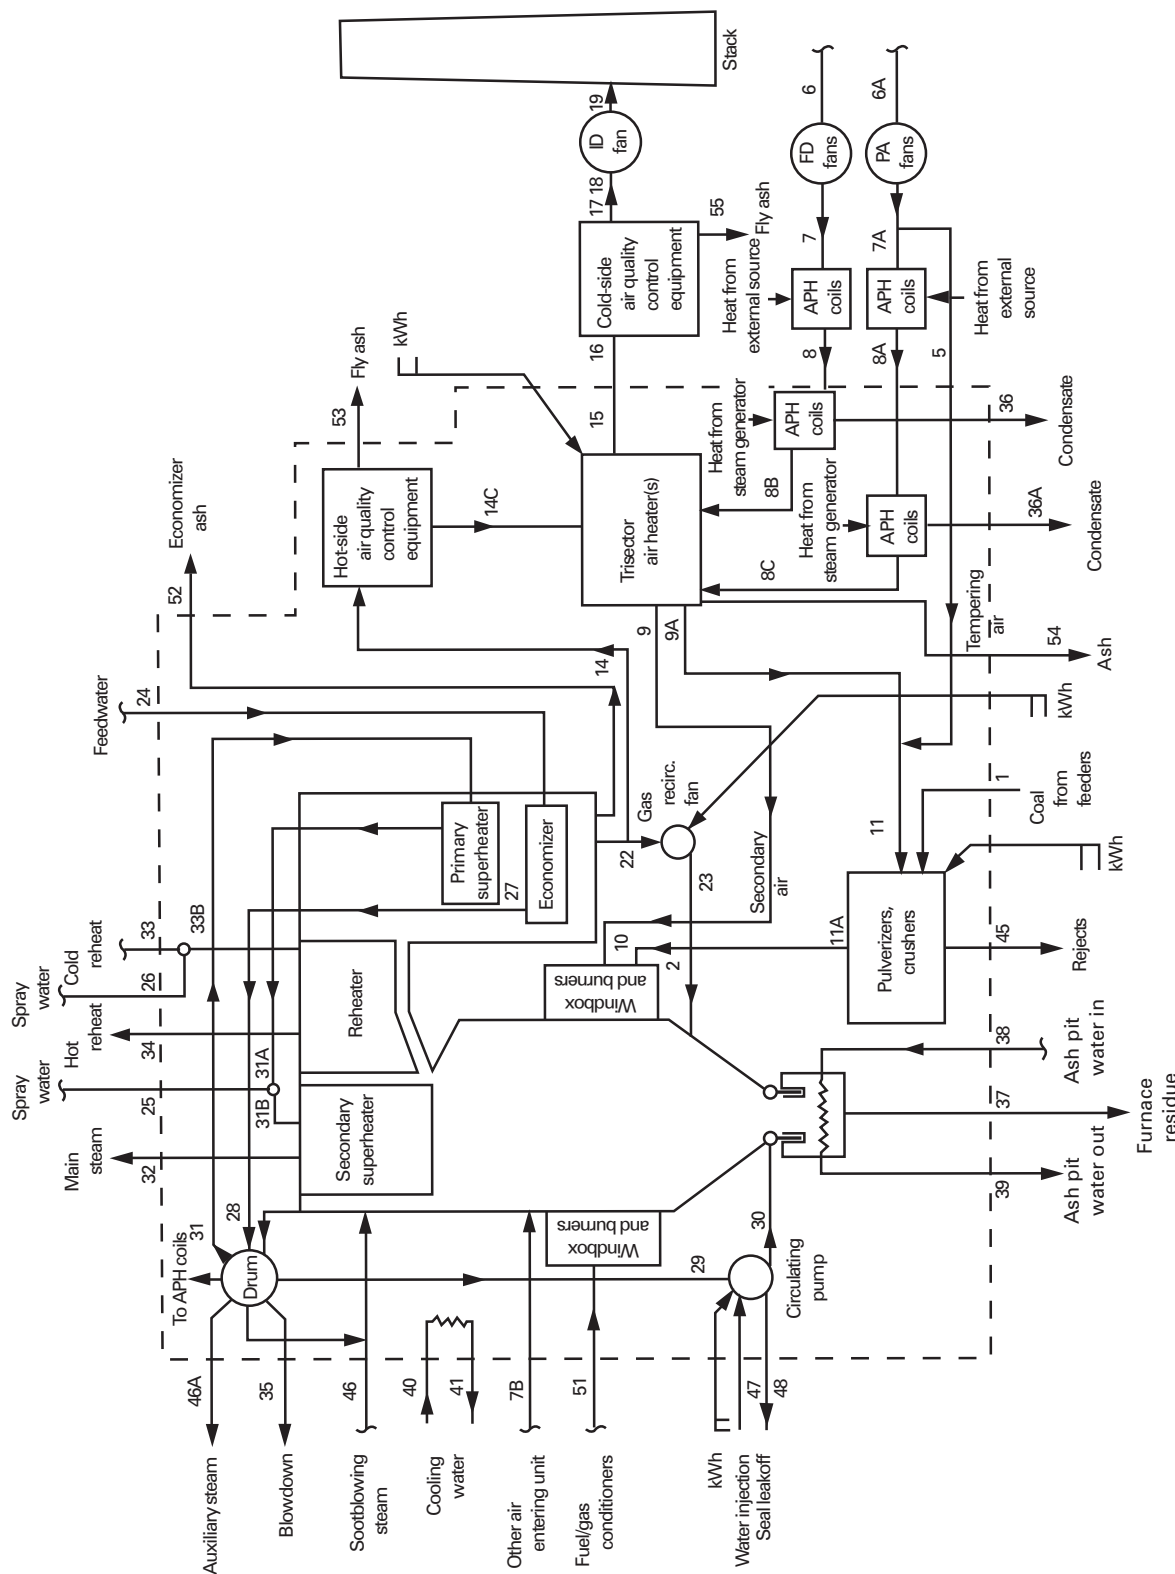 Stack
19
ID
fan
17 18
Cold-side
air quality
control
equipment
55
Fly ash
16
15
6
FD
fans
7
Heat from
external source
APH
coils
8
6A
PA
fans
7A
APH
coils
Heat from
external
source
8A
5
Heat from
steam generator
APH
coils
36
Condensate
8B
Heat from
steam generator
APH
coils
36A
Condensate
8C
Tempering
air
54
Ash
kWh
Fly ash
53
Hot-side
air quality
control
equipment
14C
Trisector
air heater(s)
9
9A
14
Economizer
ash
52
Feedwater
24
kWh
Gas
recirc.
fan
22
23
Secondary
air
11
1
Coal
from
feeders
kWh
Pulverizers,
crushers
11A
45
Rejects
10
2
Primary
superheater
27
Economizer
33
33B
Cold
reheat
Spray
water
26
Hot
reheat
34
Spray
water
25
31A
31B
Main
steam
32
Reheater
Secondary
superheater
Windbox
and burners
Windbox
and burners
38
Ash pit
water in
37
Furnace
residue
39
Ash pit
water out
30
29
Circulating
pump
28
31
To APH coils
Drum
46A
Auxiliary steam
35
Blowdown
46
Sootblowing
steam
40
41
Cooling
water
7B
Other air
entering unit
51
Fuel/gas
conditioners
kWh
47
48
Water injection
Seal leakoff